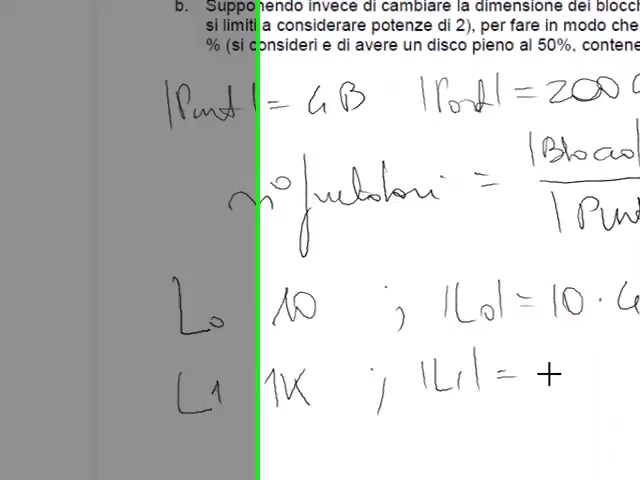 b. Supponendo invece di cambiare la dimensione dei blocch
si limiti a considerare potenze di 2), per fare in modo che
% (si consideri e di avere un disco pieno al 50%, contene
|Punt| = 4B |Part| = 200 G
n° puntatori = |Blocco| / |Punt
L0 10 ; |L0| = 10 · 4
L1 1K ; |L1| =